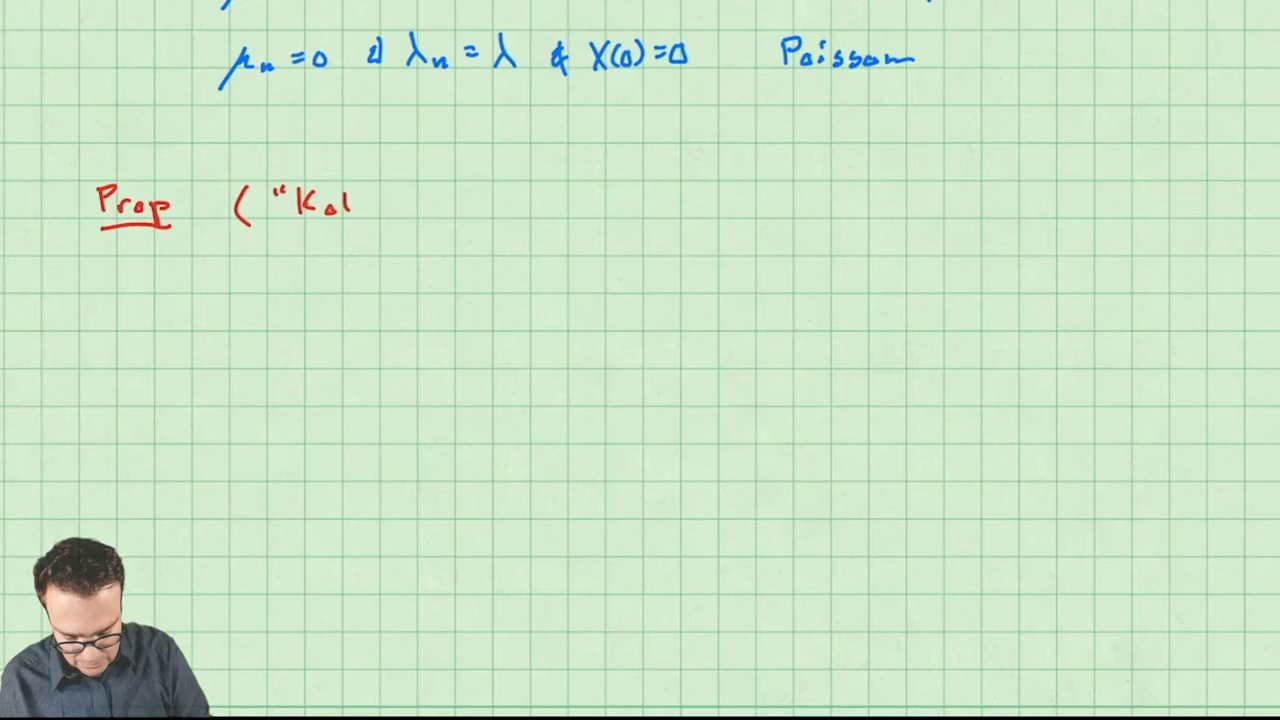 μn = 0 ∀ λn = λ & X(0) = 0 Poisson
Prop ( "Kol